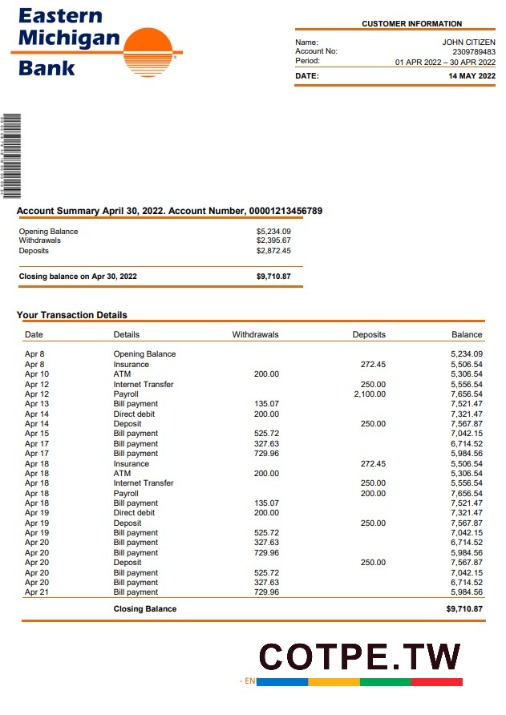 Eastern
Michigan
Bank
CUSTOMER INFORMATION
Name: JOHN CITIZEN
Account No: 2309789483
Period: 01 APR 2022 – 30 APR 2022
DATE: 14 MAY 2022
Account Summary April 30, 2022. Account Number, 00001213456789
Opening Balance $5,234.09
Withdrawals $2,395.67
Deposits $2,872.45
Closing balance on Apr 30, 2022 $9,710.87
Your Transaction Details
Date Details Withdrawals Deposits Balance
Apr 8 Opening Balance 5,234.09
Apr 8 Insurance 272.45 5,506.54
Apr 10 ATM 200.00 5,306.54
Apr 12 Internet Transfer 250.00 5,556.54
Apr 12 Payroll 2,100.00 7,656.54
Apr 13 Bill payment 135.07 7,521.47
Apr 14 Direct debit 200.00 7,321.47
Apr 14 Deposit 250.00 7,567.87
Apr 15 Bill payment 525.72 7,042.15
Apr 17 Bill payment 327.63 6,714.52
Apr 17 Bill payment 729.96 5,984.56
Apr 18 Insurance 272.45 5,506.54
Apr 18 ATM 200.00 5,306.54
Apr 18 Internet Transfer 250.00 5,556.54
Apr 18 Payroll 200.00 7,656.54
Apr 18 Bill payment 135.07 7,521.47
Apr 19 Direct debit 200.00 7,321.47
Apr 19 Deposit 250.00 7,567.87
Apr 19 Bill payment 525.72 7,042.15
Apr 20 Bill payment 327.63 6,714.52
Apr 20 Bill payment 729.96 5,984.56
Apr 20 Deposit 250.00 7,567.87
Apr 20 Bill payment 525.72 7,042.15
Apr 20 Bill payment 327.63 6,714.52
Apr 21 Bill payment 729.96 5,984.56
Closing Balance $9,710.87
COTPE.TW
- EN